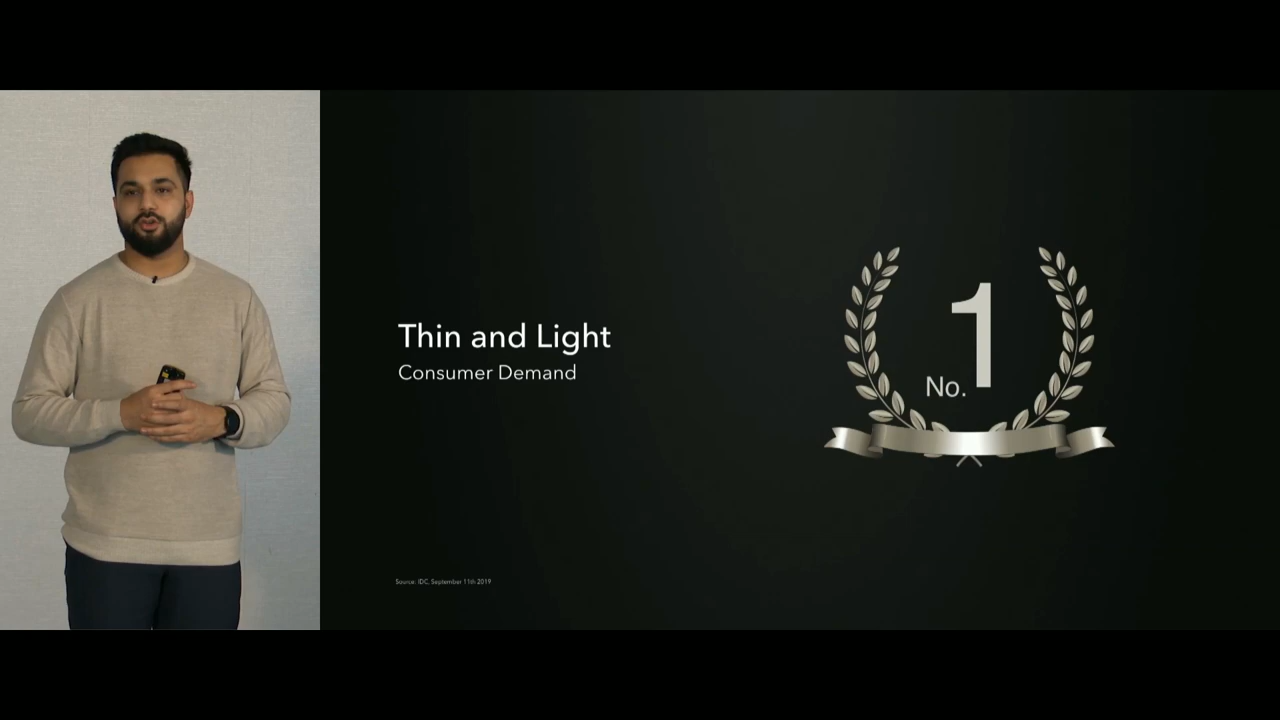 Thin and Light
Consumer Demand
No. 1
Source: IDC, September 11th 2019